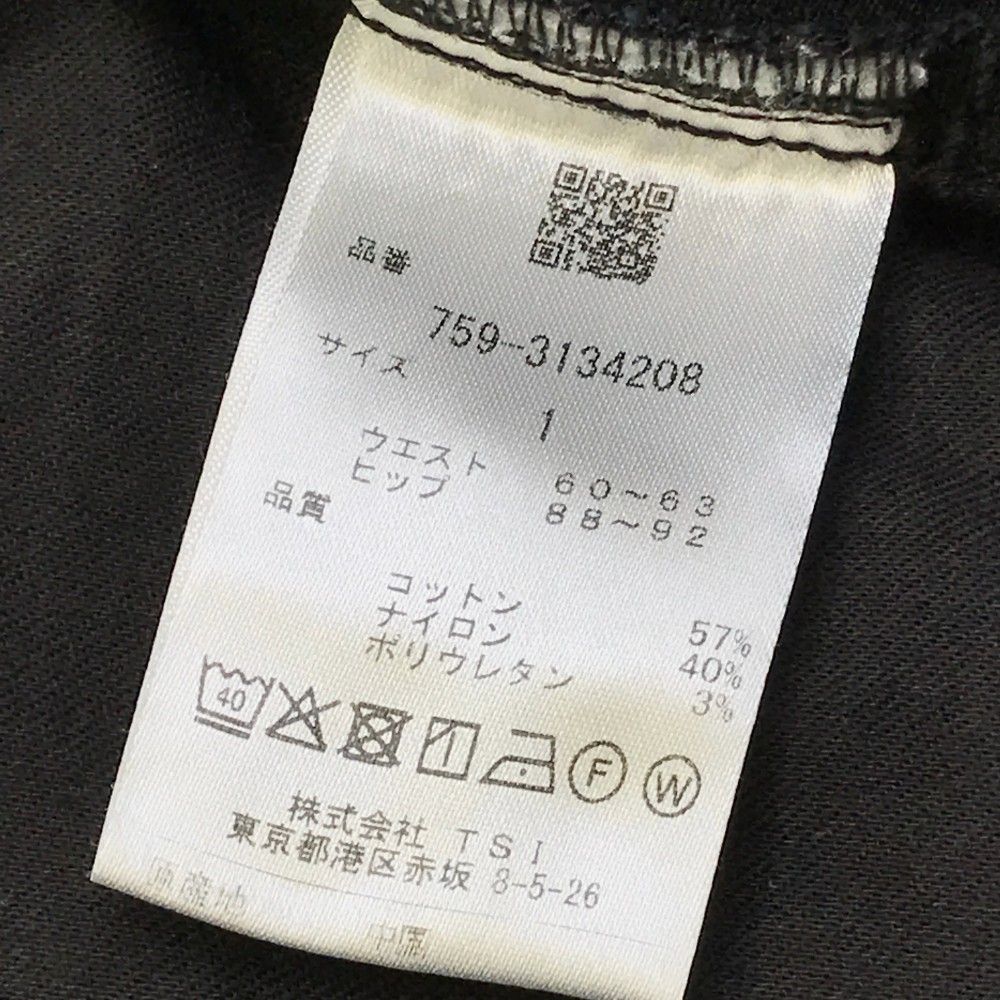 品番
759-3134208
サイズ
1
ウエスト 60～63
ヒップ 88～92
品質
コットン 57%
ナイロン 40%
ポリウレタン 3%
40
F
W
株式会社 TSI
東京都港区赤坂 8-5-26
原産地
中国